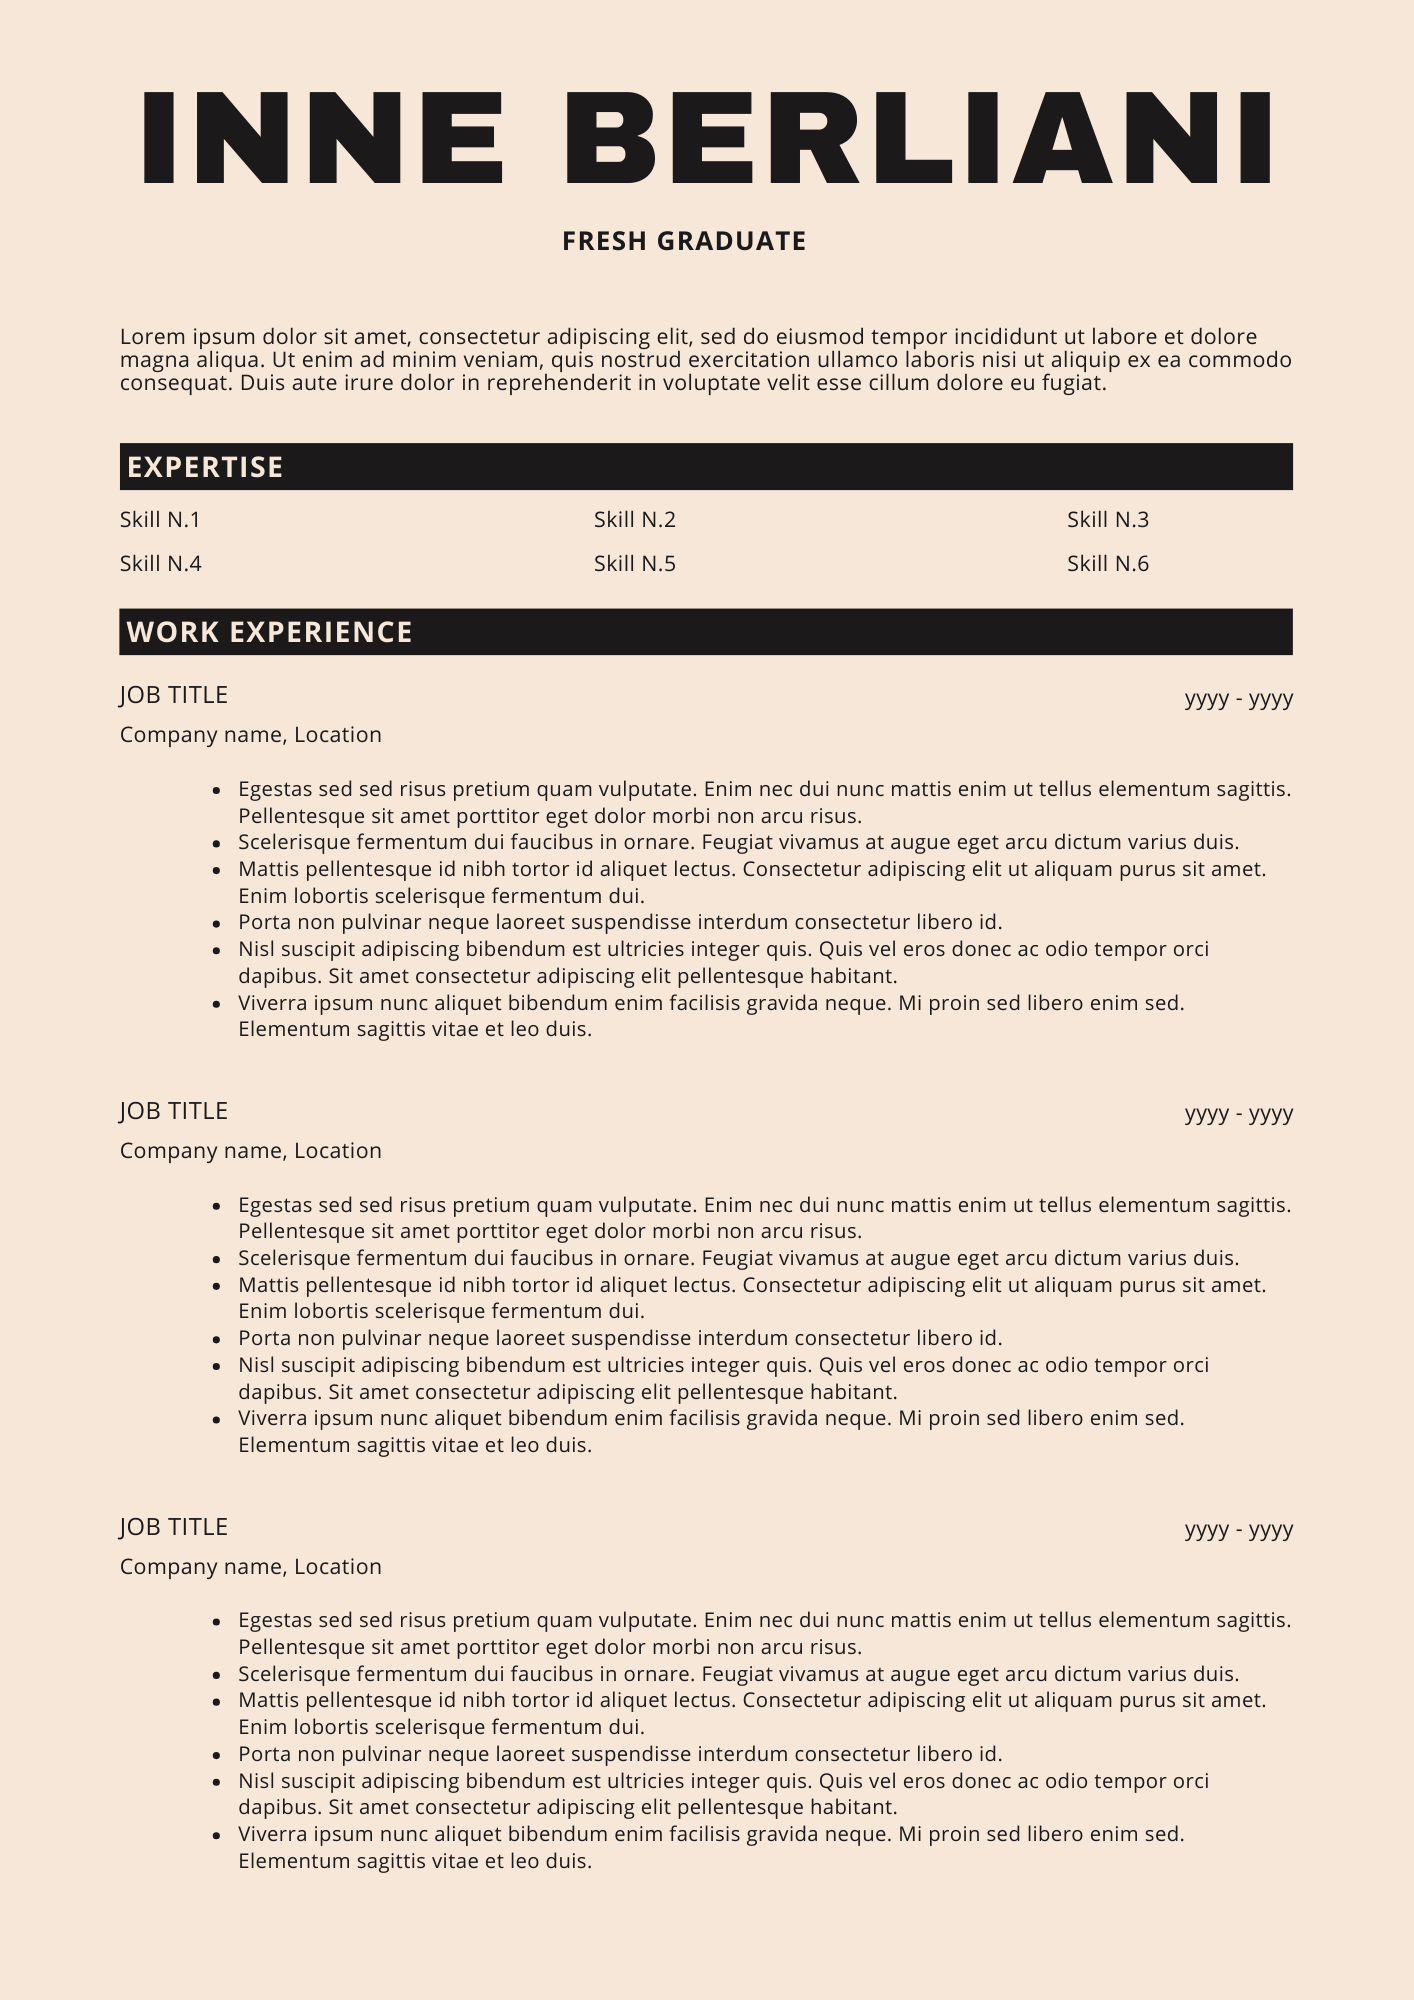 INNE BERLIANI
FRESH GRADUATE
Lorem ipsum dolor sit amet, consectetur adipiscing elit, sed do eiusmod tempor incididunt ut labore et dolore
magna aliqua. Ut enim ad minim veniam, quis nostrud exercitation ullamco laboris nisi ut aliquip ex ea commodo
consequat. Duis aute irure dolor in reprehenderit in voluptate velit esse cillum dolore eu fugiat.
EXPERTISE
Skill N.1 Skill N.2 Skill N.3
Skill N.4 Skill N.5 Skill N.6
WORK EXPERIENCE
JOB TITLE yyyy - yyyy
Company name, Location
• Egestas sed sed risus pretium quam vulputate. Enim nec dui nunc mattis enim ut tellus elementum sagittis.
Pellentesque sit amet porttitor eget dolor morbi non arcu risus.
• Scelerisque fermentum dui faucibus in ornare. Feugiat vivamus at augue eget arcu dictum varius duis.
• Mattis pellentesque id nibh tortor id aliquet lectus. Consectetur adipiscing elit ut aliquam purus sit amet.
Enim lobortis scelerisque fermentum dui.
• Porta non pulvinar neque laoreet suspendisse interdum consectetur libero id.
• Nisl suscipit adipiscing bibendum est ultricies integer quis. Quis vel eros donec ac odio tempor orci
dapibus. Sit amet consectetur adipiscing elit pellentesque habitant.
• Viverra ipsum nunc aliquet bibendum enim facilisis gravida neque. Mi proin sed libero enim sed.
Elementum sagittis vitae et leo duis.
JOB TITLE yyyy - yyyy
Company name, Location
• Egestas sed sed risus pretium quam vulputate. Enim nec dui nunc mattis enim ut tellus elementum sagittis.
Pellentesque sit amet porttitor eget dolor morbi non arcu risus.
• Scelerisque fermentum dui faucibus in ornare. Feugiat vivamus at augue eget arcu dictum varius duis.
• Mattis pellentesque id nibh tortor id aliquet lectus. Consectetur adipiscing elit ut aliquam purus sit amet.
Enim lobortis scelerisque fermentum dui.
• Porta non pulvinar neque laoreet suspendisse interdum consectetur libero id.
• Nisl suscipit adipiscing bibendum est ultricies integer quis. Quis vel eros donec ac odio tempor orci
dapibus. Sit amet consectetur adipiscing elit pellentesque habitant.
• Viverra ipsum nunc aliquet bibendum enim facilisis gravida neque. Mi proin sed libero enim sed.
Elementum sagittis vitae et leo duis.
JOB TITLE yyyy - yyyy
Company name, Location
• Egestas sed sed risus pretium quam vulputate. Enim nec dui nunc mattis enim ut tellus elementum sagittis.
Pellentesque sit amet porttitor eget dolor morbi non arcu risus.
• Scelerisque fermentum dui faucibus in ornare. Feugiat vivamus at augue eget arcu dictum varius duis.
• Mattis pellentesque id nibh tortor id aliquet lectus. Consectetur adipiscing elit ut aliquam purus sit amet.
Enim lobortis scelerisque fermentum dui.
• Porta non pulvinar neque laoreet suspendisse interdum consectetur libero id.
• Nisl suscipit adipiscing bibendum est ultricies integer quis. Quis vel eros donec ac odio tempor orci
dapibus. Sit amet consectetur adipiscing elit pellentesque habitant.
• Viverra ipsum nunc aliquet bibendum enim facilisis gravida neque. Mi proin sed libero enim sed.
Elementum sagittis vitae et leo duis.